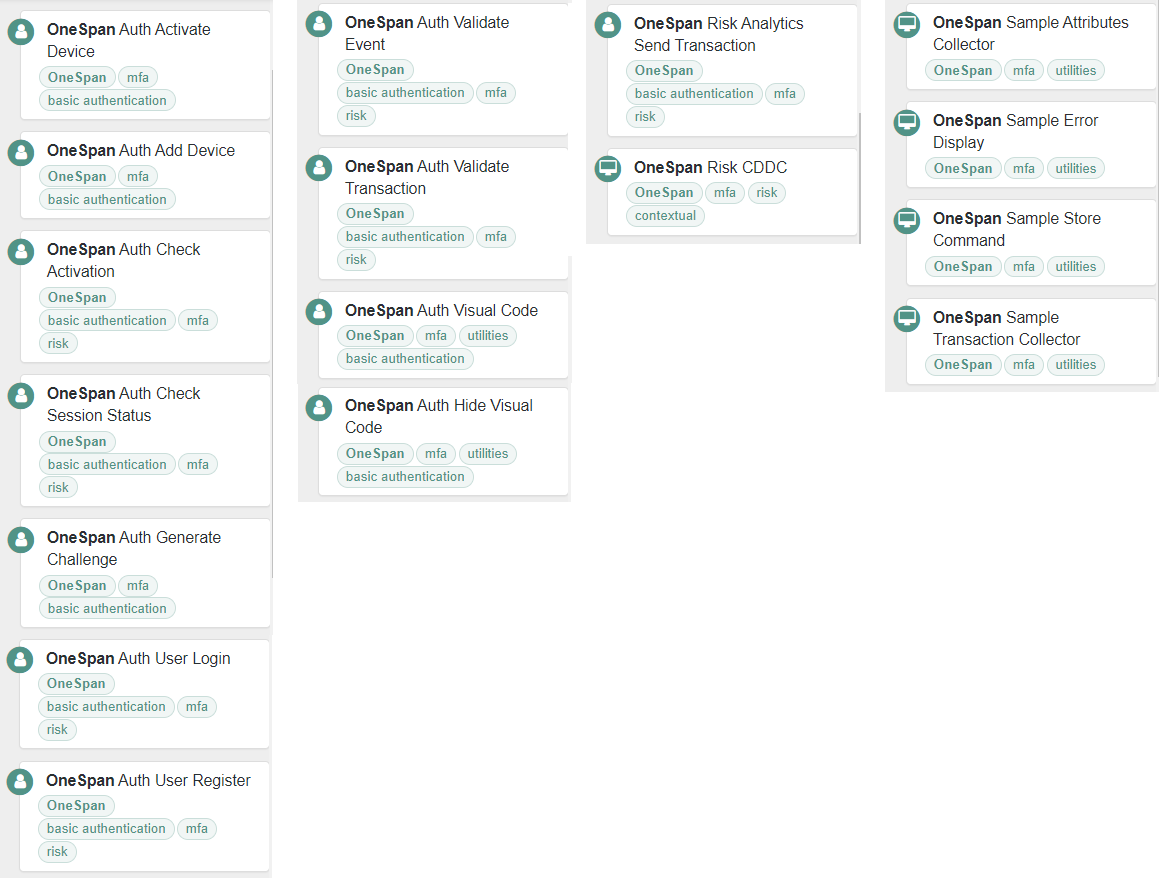 OneSpan Auth Activate
Device
OneSpan mfa
basic authentication
OneSpan Auth Add Device
OneSpan mfa
basic authentication
OneSpan Auth Check
Activation
OneSpan
basic authentication mfa
risk
OneSpan Auth Check
Session Status
OneSpan
basic authentication mfa
risk
OneSpan Auth Generate
Challenge
OneSpan mfa
basic authentication
OneSpan Auth User Login
OneSpan
basic authentication mfa
risk
OneSpan Auth User Register
OneSpan
basic authentication mfa
risk
OneSpan Auth Validate
Event
OneSpan
basic authentication mfa
risk
OneSpan Auth Validate
Transaction
OneSpan
basic authentication mfa
risk
OneSpan Auth Visual Code
OneSpan mfa utilities
basic authentication
OneSpan Auth Hide Visual
Code
OneSpan mfa utilities
basic authentication
OneSpan Risk Analytics
Send Transaction
OneSpan
basic authentication mfa
risk
OneSpan Risk CDDC
OneSpan mfa risk
contextual
OneSpan Sample Attributes
Collector
OneSpan mfa utilities
OneSpan Sample Error
Display
OneSpan mfa utilities
OneSpan Sample Store
Command
OneSpan mfa utilities
OneSpan Sample
Transaction Collector
OneSpan mfa utilities